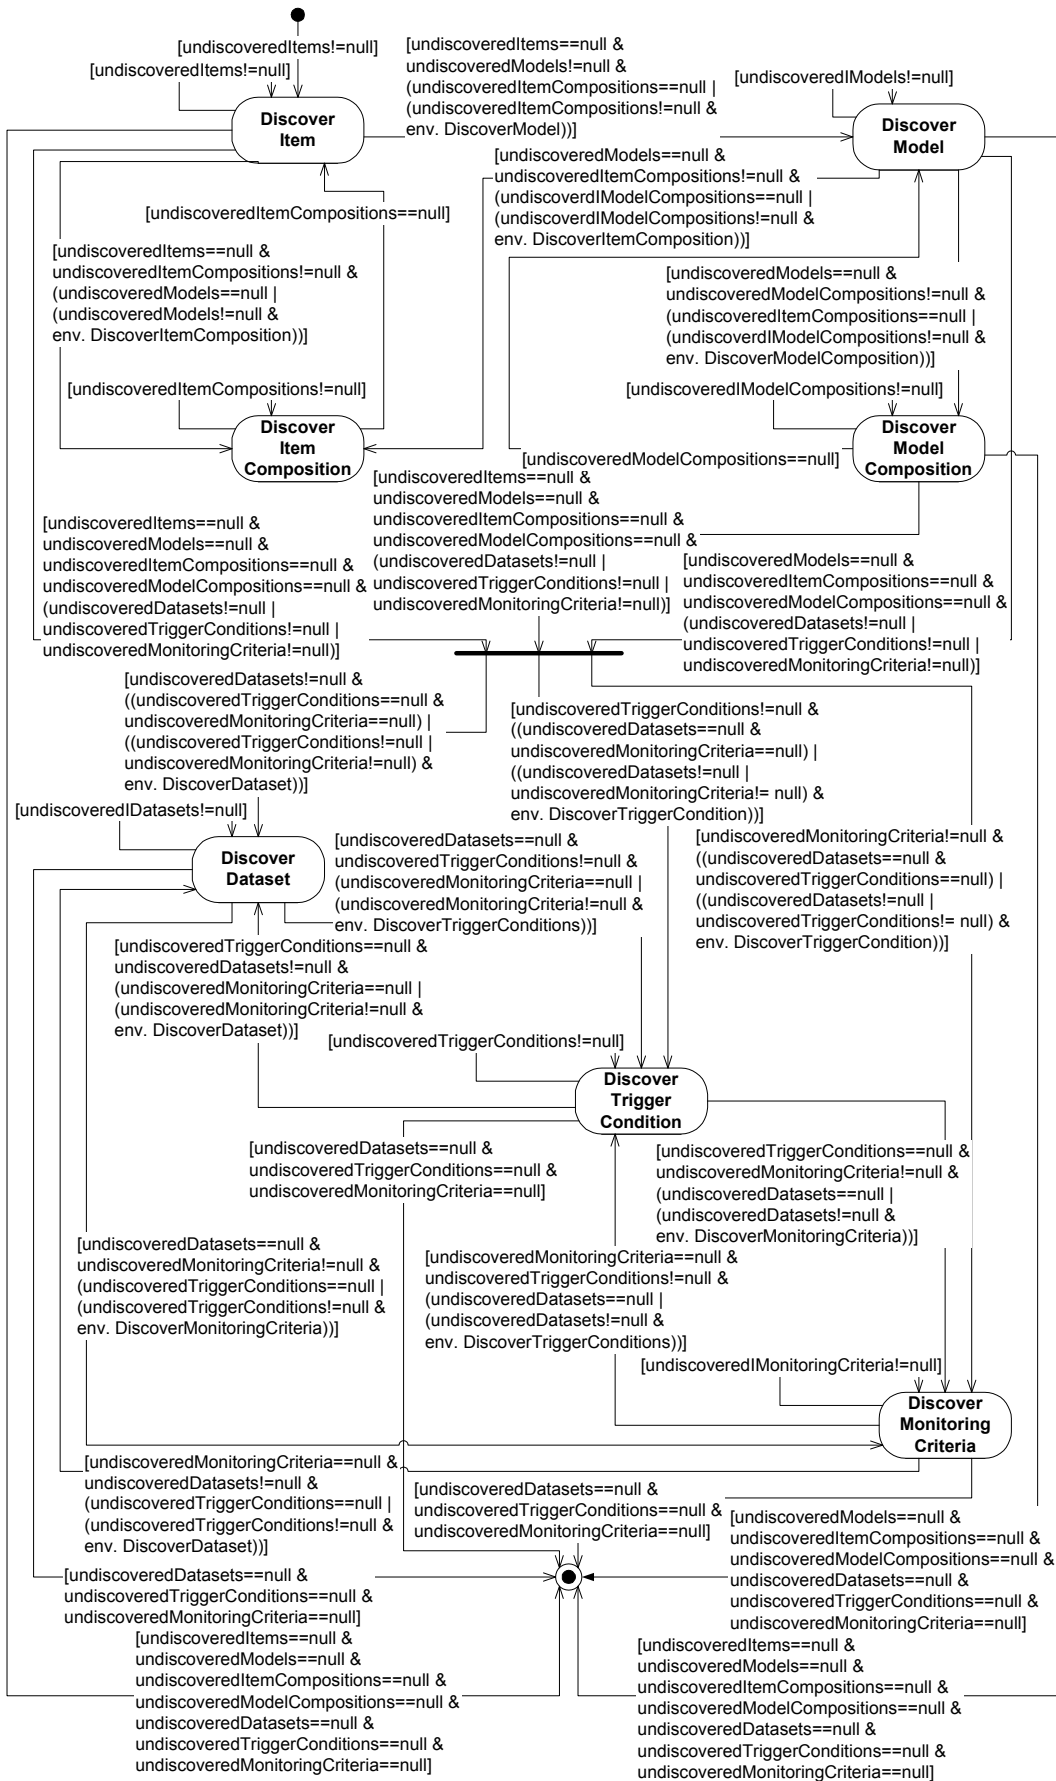 [undiscoveredItems!=null]
[undiscoveredItems!=null]
[undiscoveredItems==null &
undiscoveredModels!=null &
(undiscoveredItemCompositions==null |
(undiscoveredItemCompositions!=null &
env. DiscoverModel))]
[undiscoveredIModels!=null]
Discover
Item
Discover
Model
[undiscoveredModels==null &
undiscoveredItemCompositions!=null &
(undiscoverdIModelCompositions==null |
(undiscoverdIModelCompositions!=null &
env. DiscoverItemComposition))]
[undiscoveredItemCompositions==null]
[undiscoveredItems==null &
undiscoveredItemCompositions!=null &
(undiscoveredModels==null |
(undiscoveredModels!=null &
env. DiscoverItemComposition))]
[undiscoveredModels==null &
undiscoveredModelCompositions!=null &
(undiscoveredItemCompositions==null |
(undiscoverdIModelCompositions!=null &
env. DiscoverModelComposition))]
[undiscoveredItemCompositions!=null]
[undiscoveredIModelCompositions!=null]
Discover
Item
Composition
Discover
Model
Composition
[undiscoveredModelCompositions==null]
[undiscoveredItems==null &
undiscoveredModels==null &
undiscoveredItemCompositions==null &
undiscoveredModelCompositions==null &
(undiscoveredDatasets!=null |
undiscoveredTriggerConditions!=null |
undiscoveredMonitoringCriteria!=null)]
[undiscoveredItems==null &
undiscoveredModels==null &
undiscoveredItemCompositions==null &
undiscoveredModelCompositions==null &
(undiscoveredDatasets!=null |
undiscoveredTriggerConditions!=null |
undiscoveredMonitoringCriteria!=null)]
[undiscoveredModels==null &
undiscoveredItemCompositions==null &
undiscoveredModelCompositions==null &
(undiscoveredDatasets!=null |
undiscoveredTriggerConditions!=null |
undiscoveredMonitoringCriteria!=null)]
[undiscoveredDatasets!=null &
((undiscoveredTriggerConditions==null &
undiscoveredMonitoringCriteria==null) |
((undiscoveredTriggerConditions!=null |
undiscoveredMonitoringCriteria!=null) &
env. DiscoverDataset))]
[undiscoveredTriggerConditions!=null &
((undiscoveredDatasets==null &
undiscoveredMonitoringCriteria==null) |
((undiscoveredDatasets!=null |
undiscoveredMonitoringCriteria!= null) &
env. DiscoverTriggerCondition))]
[undiscoveredIDatasets!=null]
Discover
Dataset
[undiscoveredDatasets==null &
undiscoveredTriggerConditions!=null &
(undiscoveredMonitoringCriteria==null |
(undiscoveredMonitoringCriteria!=null &
env. DiscoverTriggerConditions))]
[undiscoveredMonitoringCriteria!=null &
((undiscoveredDatasets==null &
undiscoveredTriggerConditions==null) |
((undiscoveredDatasets!=null |
undiscoveredTriggerConditions!= null) &
env. DiscoverTriggerCondition))]
[undiscoveredTriggerConditions==null &
undiscoveredDatasets!=null &
(undiscoveredMonitoringCriteria==null |
(undiscoveredMonitoringCriteria!=null &
env. DiscoverDataset))]
[undiscoveredTriggerConditions!=null]
Discover
Trigger
Condition
[undiscoveredDatasets==null &
undiscoveredTriggerConditions==null &
undiscoveredMonitoringCriteria==null]
[undiscoveredTriggerConditions==null &
undiscoveredMonitoringCriteria!=null &
(undiscoveredDatasets==null |
(undiscoveredDatasets!=null &
env. DiscoverMonitoringCriteria))]
[undiscoveredDatasets==null &
undiscoveredMonitoringCriteria!=null &
(undiscoveredTriggerConditions==null |
(undiscoveredTriggerConditions!=null &
env. DiscoverMonitoringCriteria))]
[undiscoveredMonitoringCriteria==null &
undiscoveredTriggerConditions!=null &
(undiscoveredDatasets==null |
(undiscoveredDatasets!=null &
env. DiscoverTriggerConditions))]
[undiscoveredIMonitoringCriteria!=null]
Discover
Monitoring
Criteria
[undiscoveredMonitoringCriteria==null &
undiscoveredDatasets!=null &
(undiscoveredTriggerConditions==null |
(undiscoveredTriggerConditions!=null &
env. DiscoverDataset))]
[undiscoveredDatasets==null &
undiscoveredTriggerConditions==null &
undiscoveredMonitoringCriteria==null]
[undiscoveredModels==null &
undiscoveredItemCompositions==null &
undiscoveredModelCompositions==null &
undiscoveredDatasets==null &
undiscoveredTriggerConditions==null &
undiscoveredMonitoringCriteria==null]
[undiscoveredDatasets==null &
undiscoveredTriggerConditions==null &
undiscoveredMonitoringCriteria==null]
[undiscoveredItems==null &
undiscoveredModels==null &
undiscoveredItemCompositions==null &
undiscoveredModelCompositions==null &
undiscoveredDatasets==null &
undiscoveredTriggerConditions==null &
undiscoveredMonitoringCriteria==null]
[undiscoveredItems==null &
undiscoveredModels==null &
undiscoveredItemCompositions==null &
undiscoveredModelCompositions==null &
undiscoveredDatasets==null &
undiscoveredTriggerConditions==null &
undiscoveredMonitoringCriteria==null]